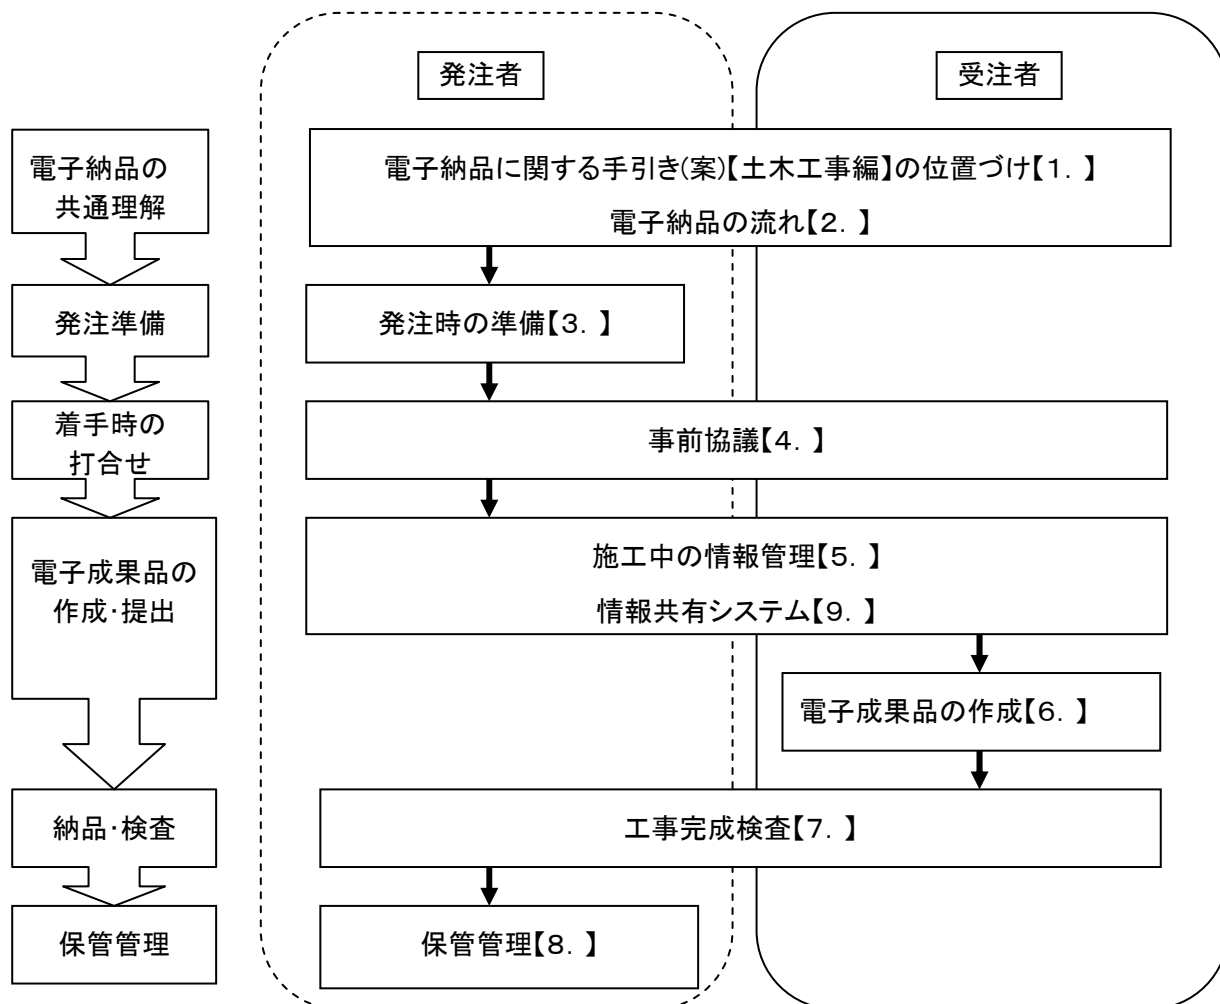 発注者
受注者
電子納品の
共通理解
電子納品に関する手引き(案)【土木工事編】の位置づけ【1. 】
電子納品の流れ【2. 】
発注準備
発注時の準備【3. 】
着手時の
打合せ
事前協議【4. 】
電子成果品の
作成･提出
施工中の情報管理【5. 】
情報共有システム【9. 】
電子成果品の作成【6. 】
納品･検査
工事完成検査【7. 】
保管管理
保管管理【8. 】